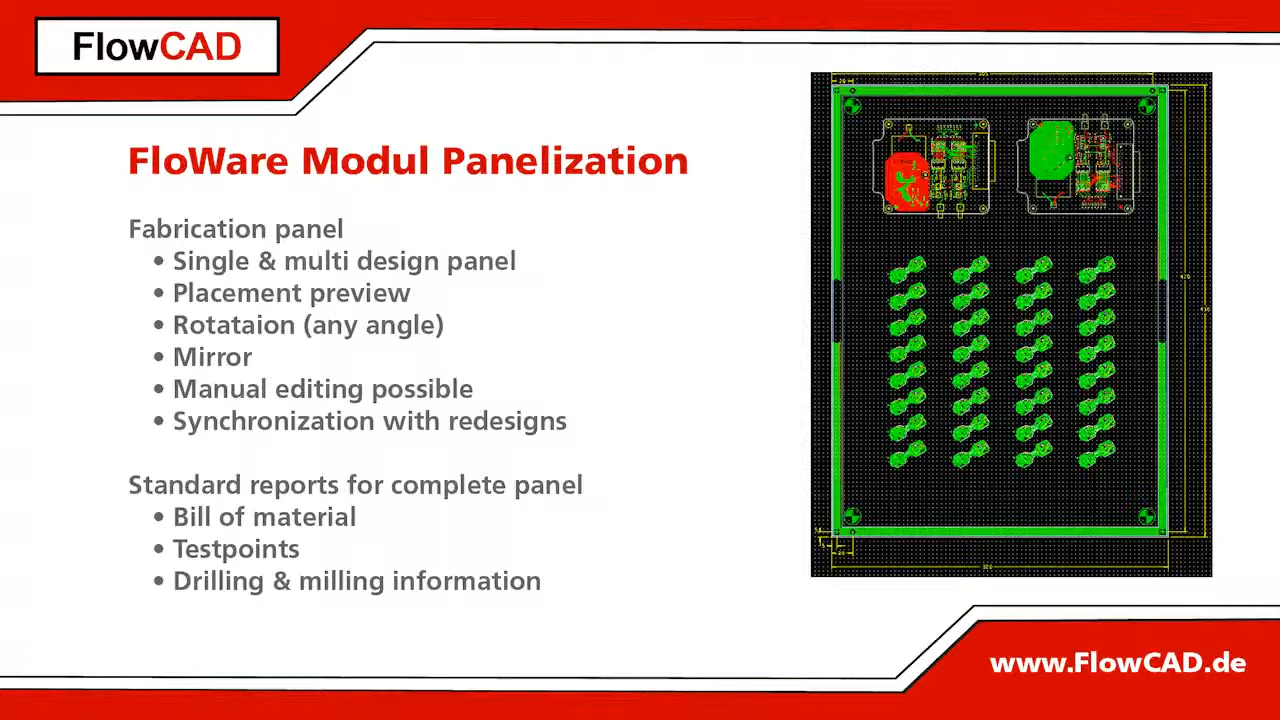 FlowCAD
FloWare Modul Panelization
Fabrication panel
• Single & multi design panel
• Placement preview
• Rotataion (any angle)
• Mirror
• Manual editing possible
• Synchronization with redesigns
Standard reports for complete panel
• Bill of material
• Testpoints
• Drilling & milling information
www.FlowCAD.de